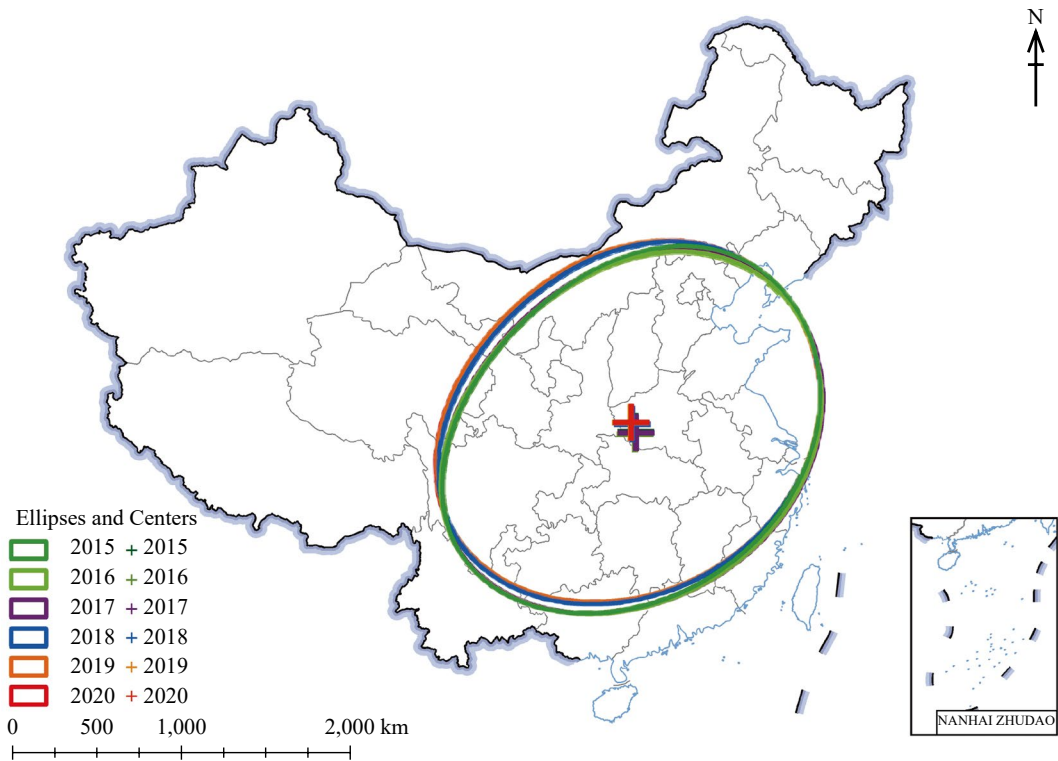 N
Ellipses and Centers
2015 + 2015
2016 + 2016
2017 + 2017
2018 + 2018
2019 + 2019
2020 + 2020
0 500 1,000 2,000 km
NANHAI ZHUDAO